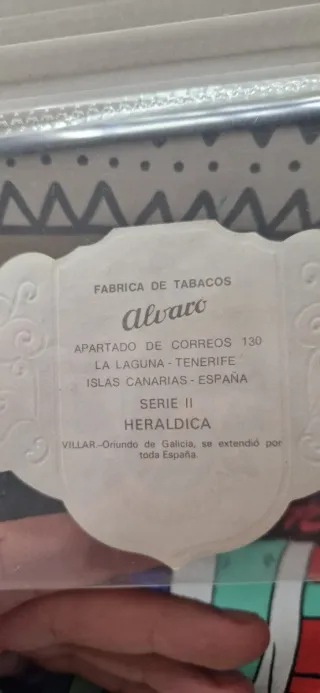 FABRICA DE TABACOS
Alvaro
APARTADO DE CORREOS 130
LA LAGUNA - TENERIFE
ISLAS CANARIAS - ESPAÑA
SERIE II
HERALDICA
VILLAR.-Oriundo de Galicia, se extendió por
toda España.